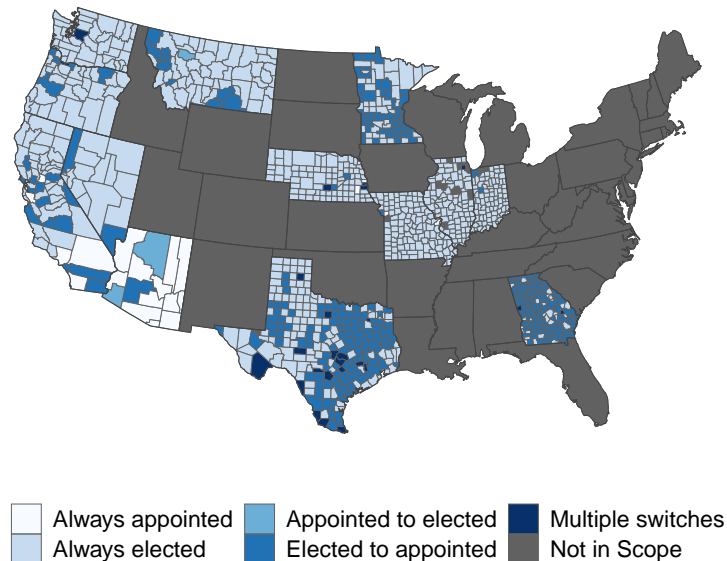 Always appointed
Appointed to elected
Multiple switches
Always elected
Elected to appointed
Not in Scope